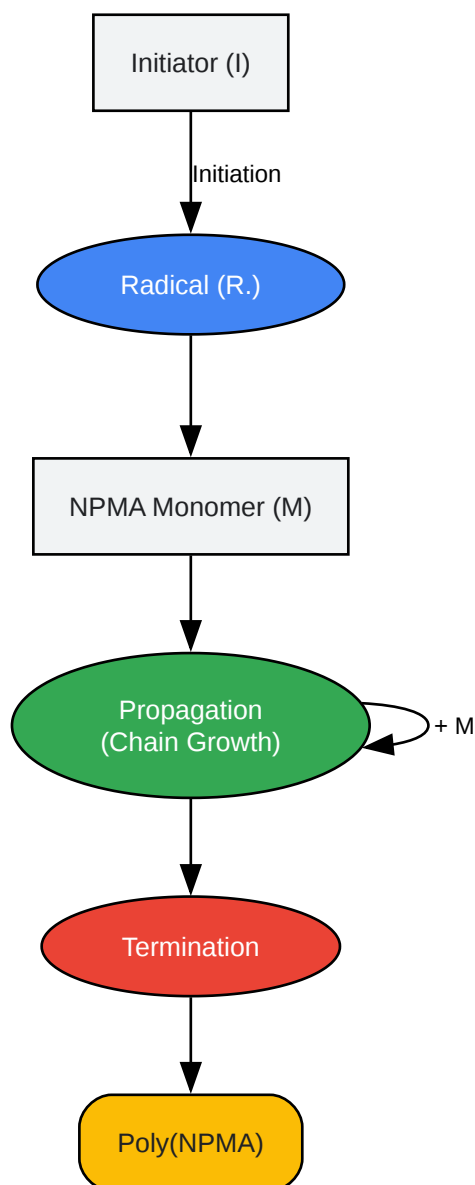 Initiator (I)
Initiation
Radical (R.)
NPMA Monomer (M)
Propagation
(Chain Growth)
+ M
Termination
Poly(NPMA)